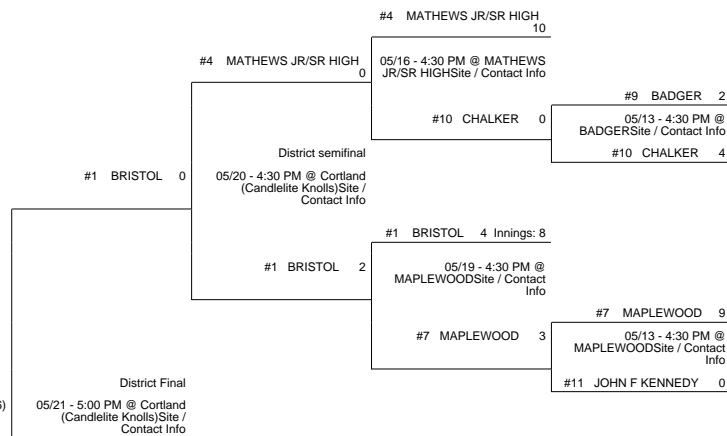 #4 MATHEWS JR/SR HIGH
10
#4 MATHEWS JR/SR HIGH
0
05/16 - 4:30 PM @ MATHEWS
JR/SR HIGHSite / Contact Info
#9 BADGER 2
#10 CHALKER 0
05/13 - 4:30 PM @
BADGERSite / Contact Info
#10 CHALKER 4
District semifinal
#1 BRISTOL 0
05/20 - 4:30 PM @ Cortland
(Candlelite Knolls)Site /
Contact Info
#1 BRISTOL 4 Innings: 8
#1 BRISTOL 2
05/19 - 4:30 PM @
MAPLEWOODSite / Contact
Info
#7 MAPLEWOOD 9
#7 MAPLEWOOD 3
05/13 - 4:30 PM @
MAPLEWOODSite / Contact
Info
#11 JOHN F KENNEDY 0
District Final
05/21 - 5:00 PM @ Cortland
(Candlelite Knolls)Site /
Contact Info